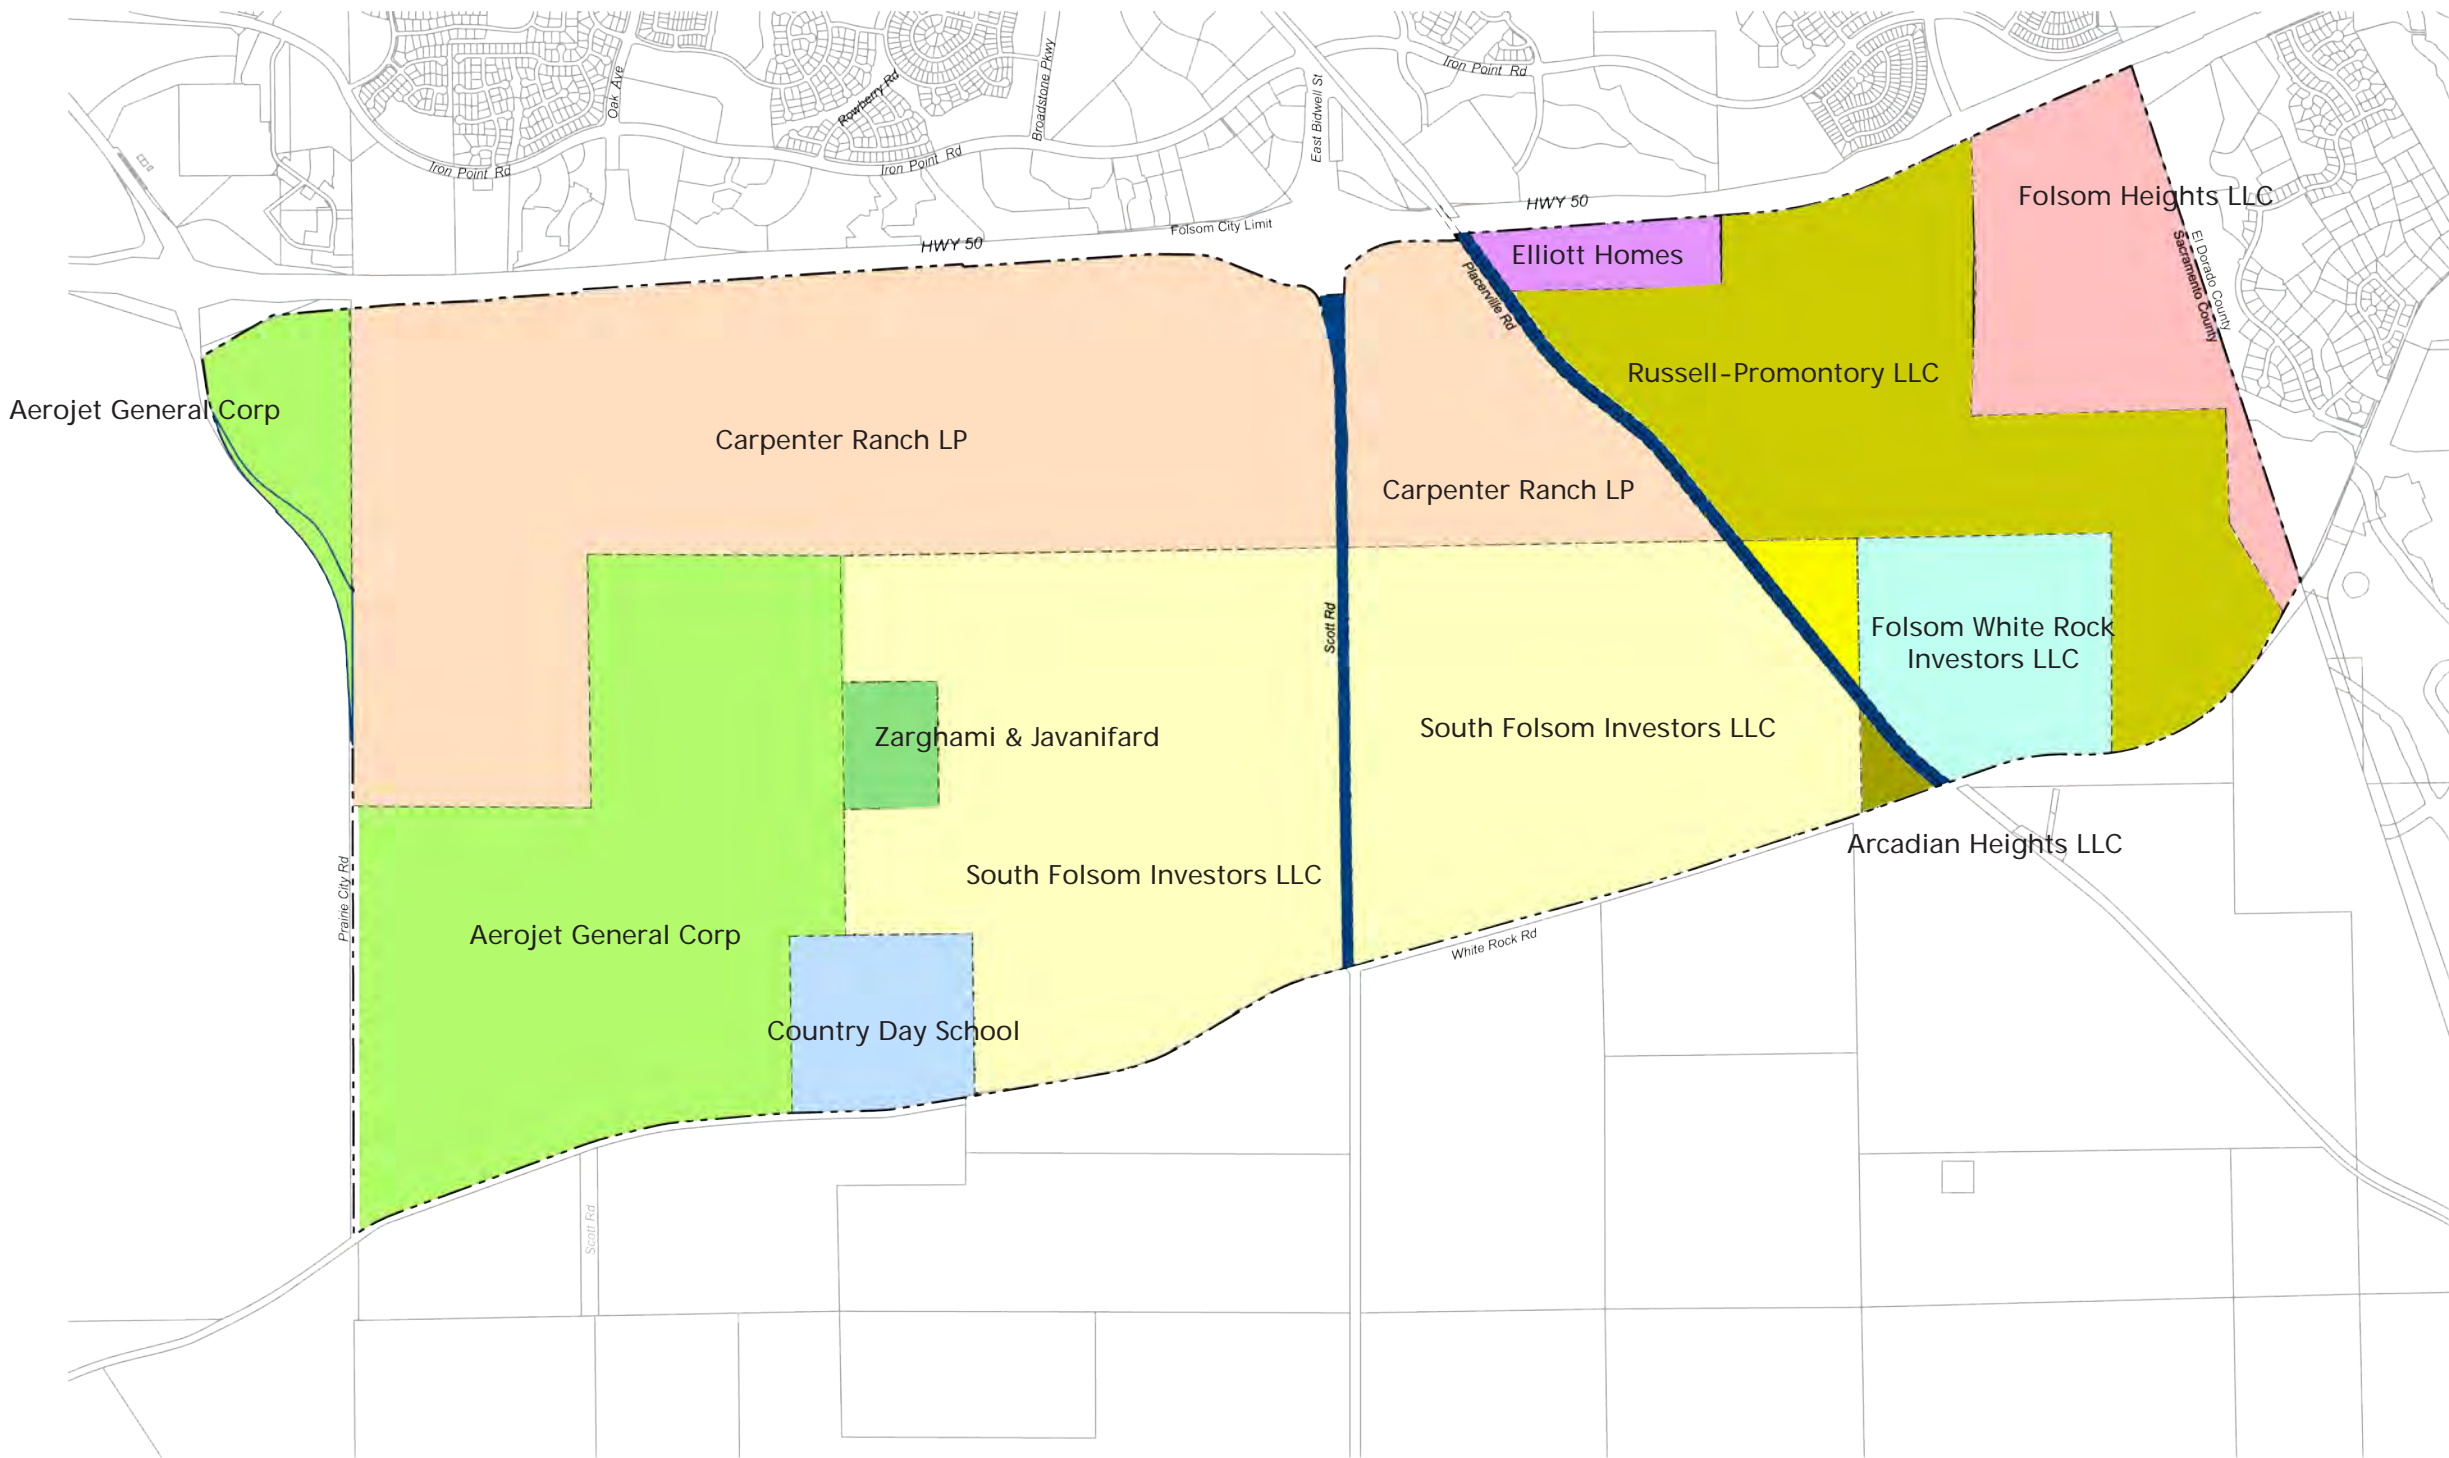 Oak Ave
Rowberry Rd
Broadstone Pkwy
East Bidwell St
Iron Point Rd
Iron Point Rd
Iron Point Rd
HWY 50
Folsom City Limit
HWY 50
Folsom Heights LLC
El Dorado County
Sacramento County
Elliott Homes
Placerville Rd
Russell-Promontory LLC
Aerojet General Corp
Carpenter Ranch LP
Carpenter Ranch LP
Scott Rd
Folsom White Rock
Investors LLC
Zarghami & Javanifard
South Folsom Investors LLC
Arcadian Heights LLC
South Folsom Investors LLC
Prairie City Rd
Aerojet General Corp
White Rock Rd
Country Day School
Scott Rd